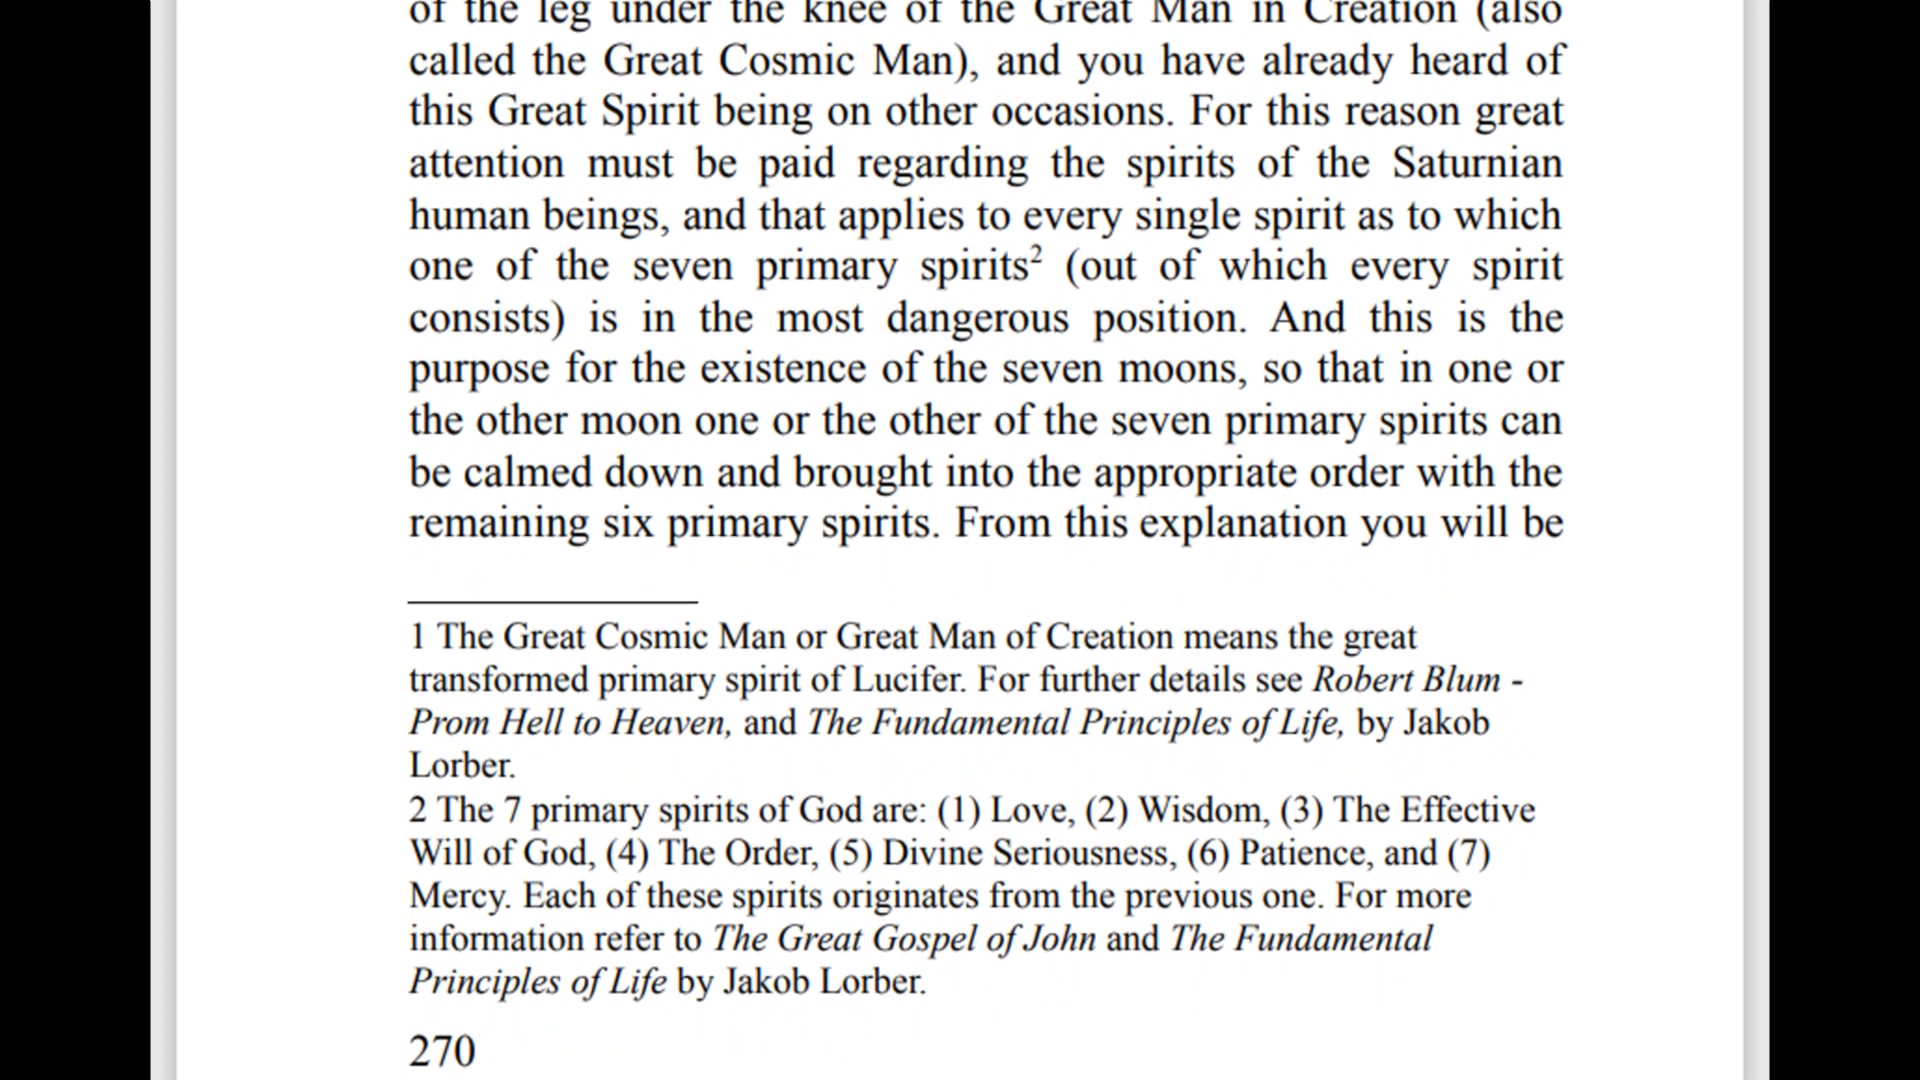 of the leg under the knee of the Great Man in Creation (also
called the Great Cosmic Man), and you have already heard of
this Great Spirit being on other occasions. For this reason great
attention must be paid regarding the spirits of the Saturnian
human beings, and that applies to every single spirit as to which
one of the seven primary spirits² (out of which every spirit
consists) is in the most dangerous position. And this is the
purpose for the existence of the seven moons, so that in one or
the other moon one or the other of the seven primary spirits can
be calmed down and brought into the appropriate order with the
remaining six primary spirits. From this explanation you will be
1 The Great Cosmic Man or Great Man of Creation means the great
transformed primary spirit of Lucifer. For further details see Robert Blum -
Prom Hell to Heaven, and The Fundamental Principles of Life, by Jakob
Lorber.
2 The 7 primary spirits of God are: (1) Love, (2) Wisdom, (3) The Effective
Will of God, (4) The Order, (5) Divine Seriousness, (6) Patience, and (7)
Mercy. Each of these spirits originates from the previous one. For more
information refer to The Great Gospel of John and The Fundamental
Principles of Life by Jakob Lorber.
270